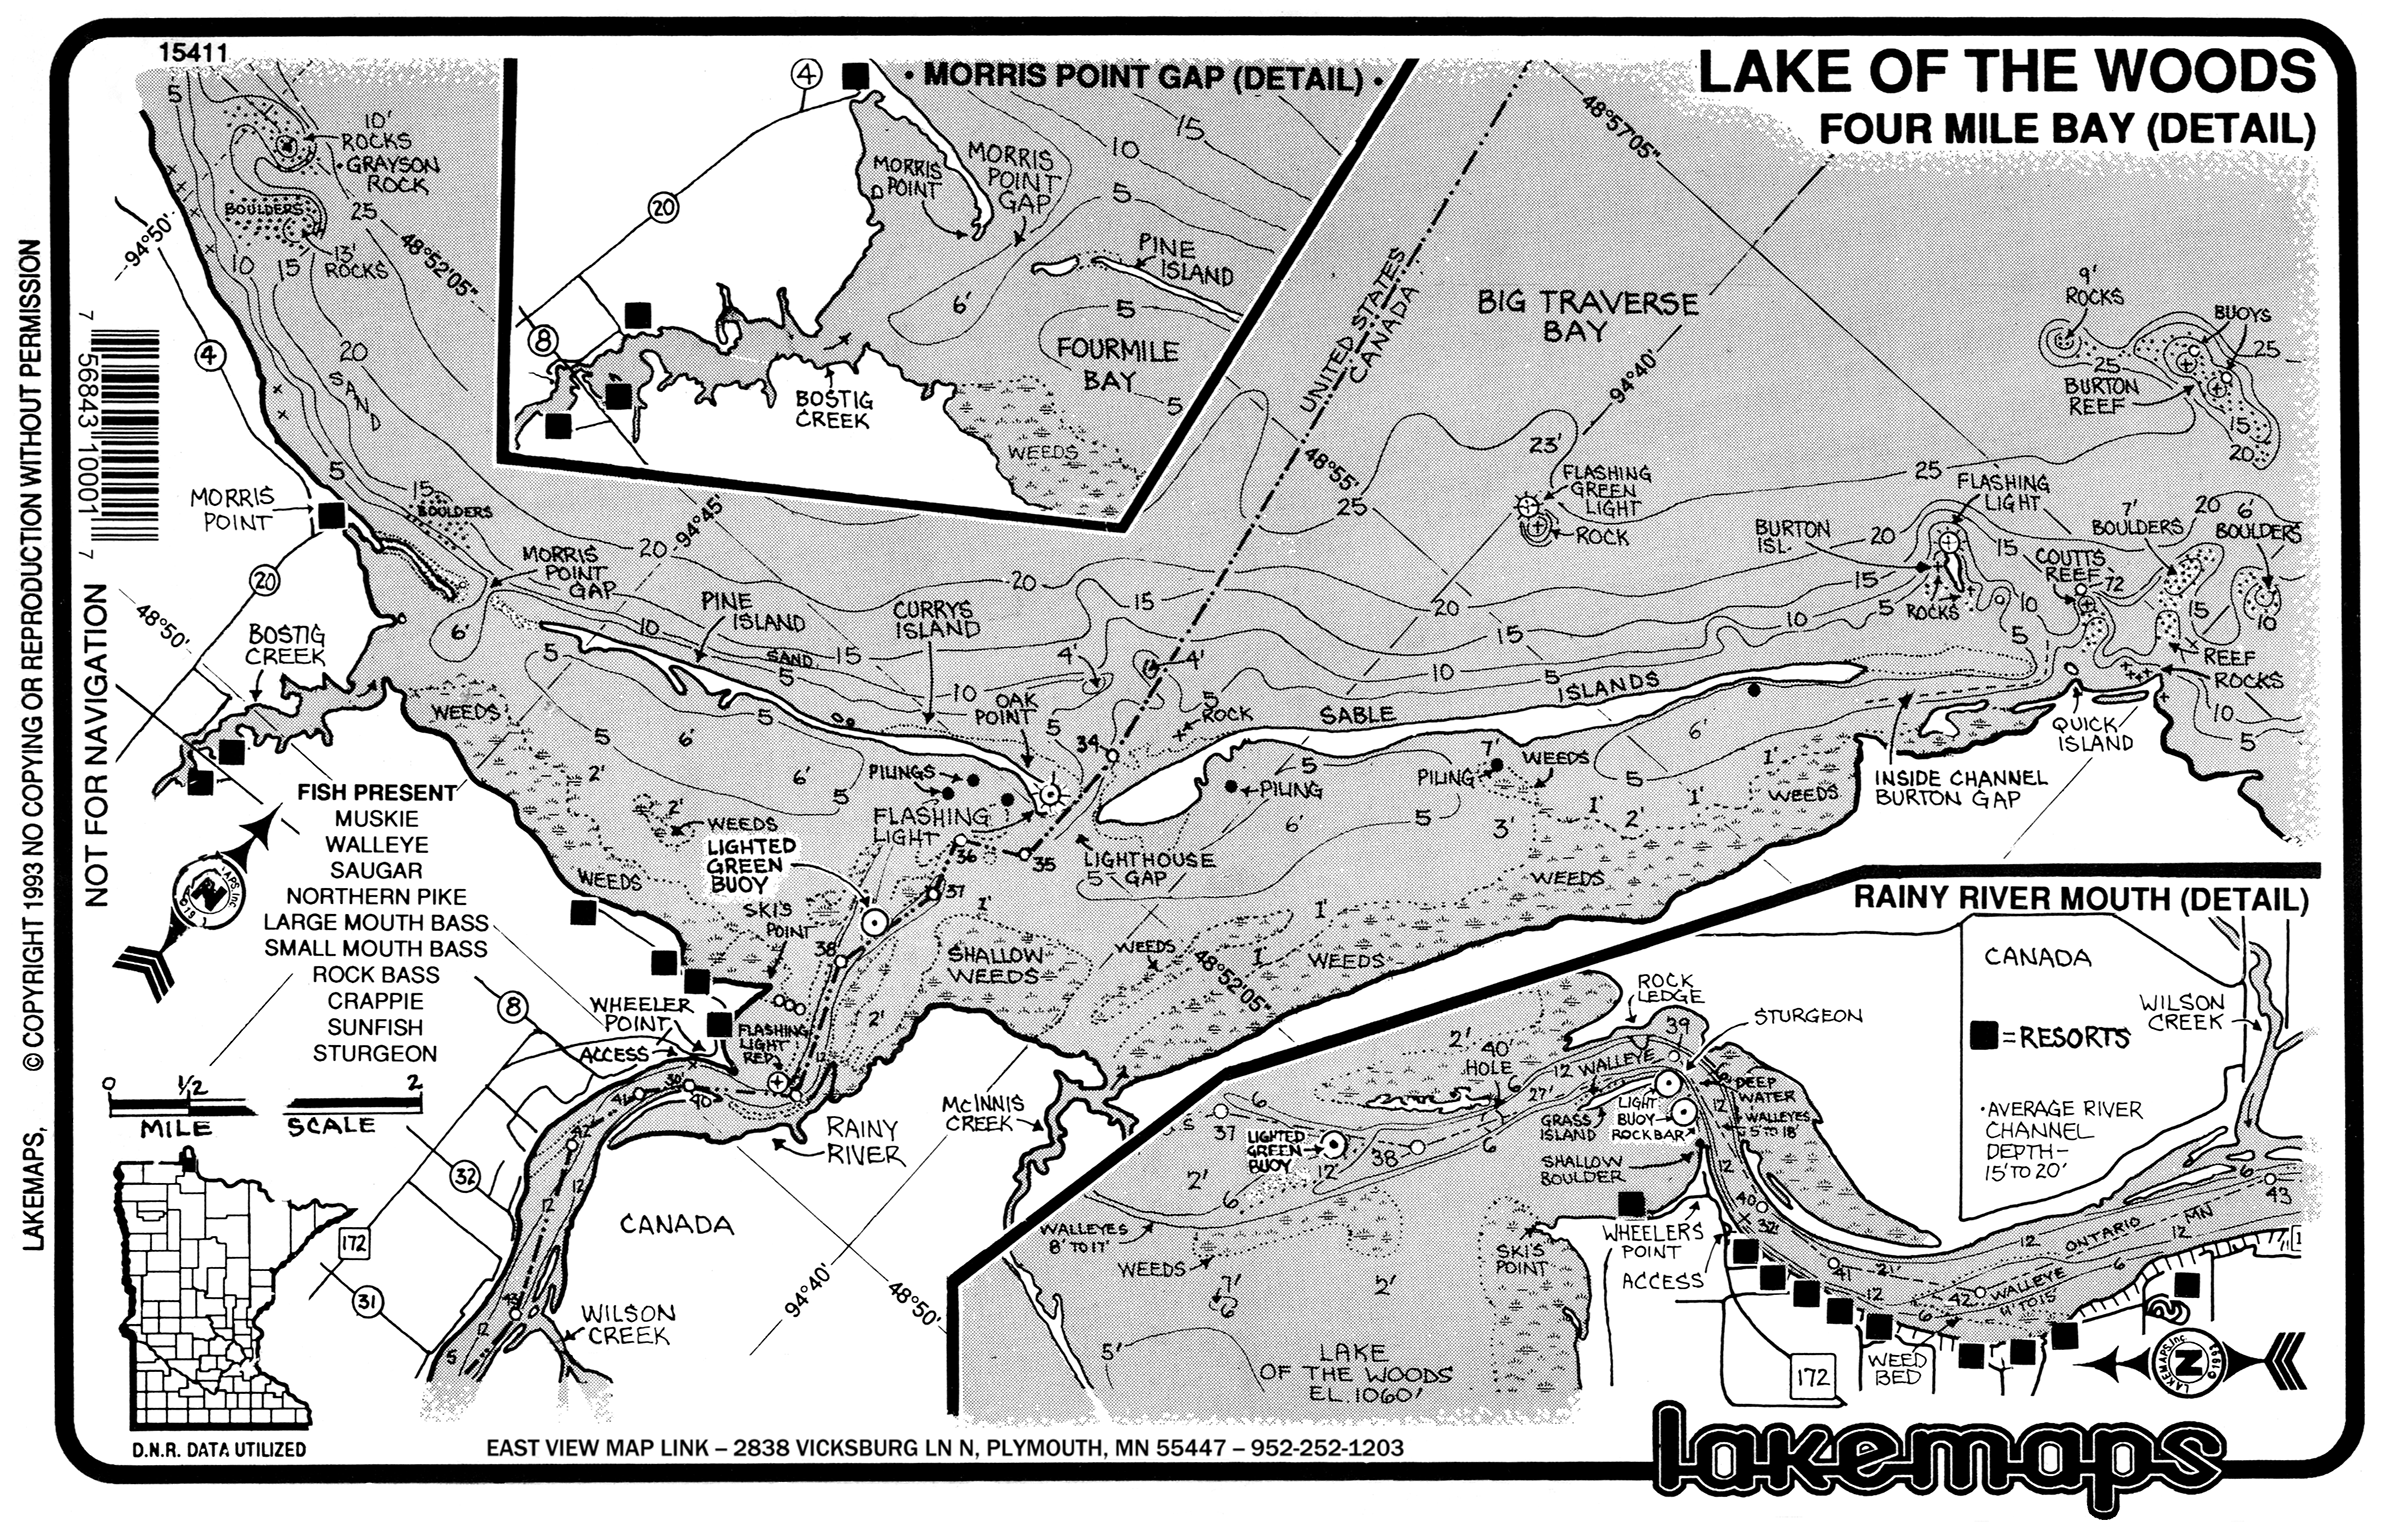 15411
LAKE OF THE WOODS
FOUR MILE BAY (DETAIL)
• MORRIS POINT GAP (DETAIL) •
4
20
8
MORRIS
POINT
MORRIS
POINT
GAP
15
10
5
PINE
ISLAND
6'
5
FOURMILE
BAY
5
BOSTIG
CREEK
WEEDS
5
10'
ROCKS
•GRAYSON
ROCK
BOULDERS
25
13'
ROCKS
10
15
94°50'
48°52'05"
4
20
SAND
5
15
BOULDERS
MORRIS
POINT
20
48°50'
BOSTIG
CREEK
MORRIS
POINT
GAP
94°45'
20
6'
PINE
ISLAND
10
SAND
15
5
5
CURRYS
ISLAND
20
15
10
OAK
POINT
5
4'
4'
34
5
ROCK
UNITED STATES
CANADA
48°57'05"
BIG TRAVERSE
BAY
94°40'
48°55'
23'
25
FLASHING
GREEN
LIGHT
ROCK
9'
ROCKS
BUOYS
25
25
BURTON
REEF
15
20
25
FLASHING
LIGHT
BURTON
ISL.
20
15
15
ROCKS
5
10
5
COUTTS
REEF
72
7'
BOULDERS
20
6'
BOULDERS
15
10
REEF
ROCKS
10
5
QUICK
ISLAND
INSIDE CHANNEL
BURTON GAP
20
15
10
10
5
SABLE
ISLANDS
6'
5
1'
WEEDS
7'
PILING
WEEDS
1'
1'
2'
3'
WEEDS
5
PILING
6'
5
LIGHTHOUSE
GAP
5
35
36
37
38
WEEDS
5
5
6'
6'
5
2'
2'
WEEDS
PILINGS
FLASHING
LIGHT
LIGHTED
GREEN
BUOY
WEEDS
SKI'S
POINT
1'
SHALLOW
WEEDS
WEEDS
1'
1'
WEEDS
48°52'05"
2'
WHEELER
POINT
ACCESS
FLASHING
LIGHT
RED
12
40
41
42
43
12
12
12
5
RAINY
RIVER
McINNIS
CREEK
CANADA
WILSON
CREEK
94°40'
48°50'
8
32
172
31
FISH PRESENT
MUSKIE
WALLEYE
SAUGAR
NORTHERN PIKE
LARGE MOUTH BASS
SMALL MOUTH BASS
ROCK BASS
CRAPPIE
SUNFISH
STURGEON
0
1/2
2
MILE
SCALE
D.N.R. DATA UTILIZED
N
7
56843 10001
7
NOT FOR NAVIGATION
LAKEMAPS, © COPYRIGHT 1993 NO COPYING OR REPRODUCTION WITHOUT PERMISSION
RAINY RIVER MOUTH (DETAIL)
CANADA
WILSON
CREEK
= RESORTS
•AVERAGE RIVER
CHANNEL
DEPTH –
15' TO 20'
ROCK
LEDGE
39
STURGEON
2'
40'
HOLE
6
12
WALLEYE
27'
6
GRASS
ISLAND
LIGHT
BUOY
ROCK BAR
DEEP
WATER
12
WALLEYES
5' TO 18'
6
37
LIGHTED
GREEN
BUOY
38
12'
2'
6
SHALLOW
BOULDER
12
40
32'
WALLEYES
8' TO 17'
WEEDS
SKI'S
POINT
WHEELERS
POINT
ACCESS
7'
6
2'
5'
LAKE
OF THE WOODS
EL. 1060'
41
21'
12
42
WALLEYE
11' TO 15'
6
6
12
ONTARIO
MN
12
6
43
WEED
BED
172
N
EAST VIEW MAP LINK – 2838 VICKSBURG LN N, PLYMOUTH, MN 55447 – 952-252-1203
lakemaps